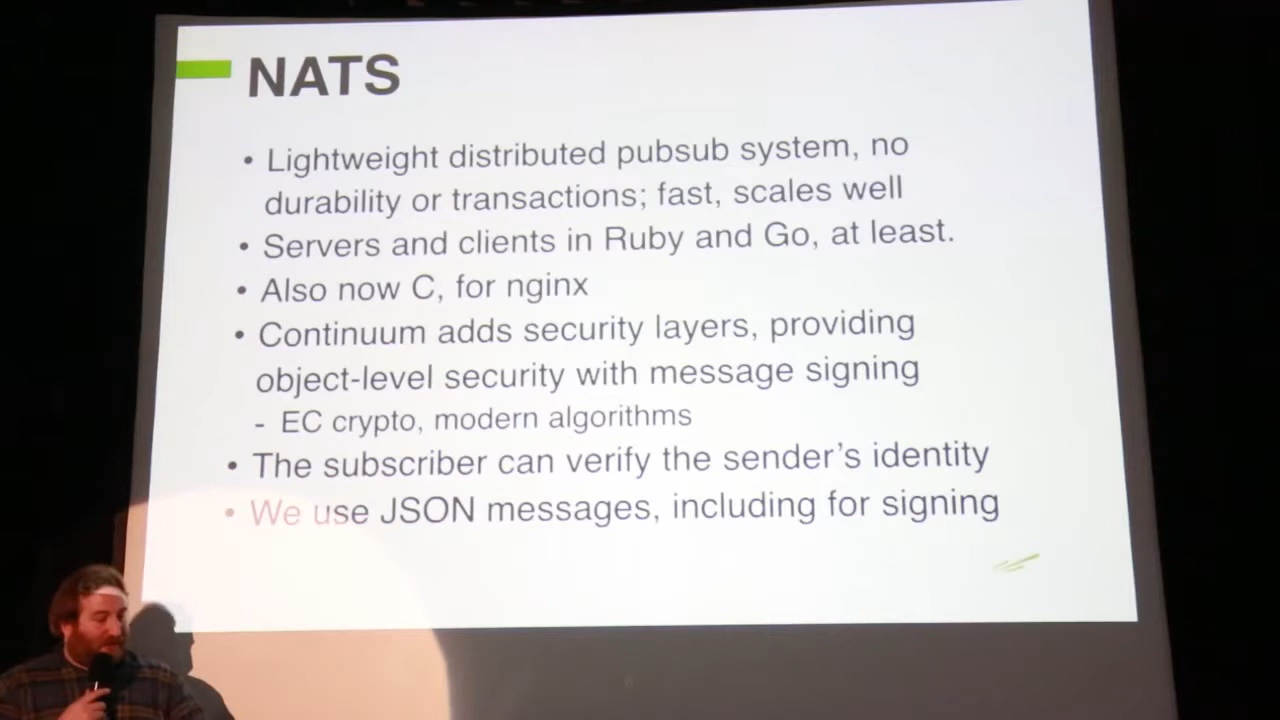 NATS
• Lightweight distributed pubsub system, no
durability or transactions; fast, scales well
• Servers and clients in Ruby and Go, at least.
• Also now C, for nginx
• Continuum adds security layers, providing
object-level security with message signing
- EC crypto, modern algorithms
• The subscriber can verify the sender's identity
• We use JSON messages, including for signing